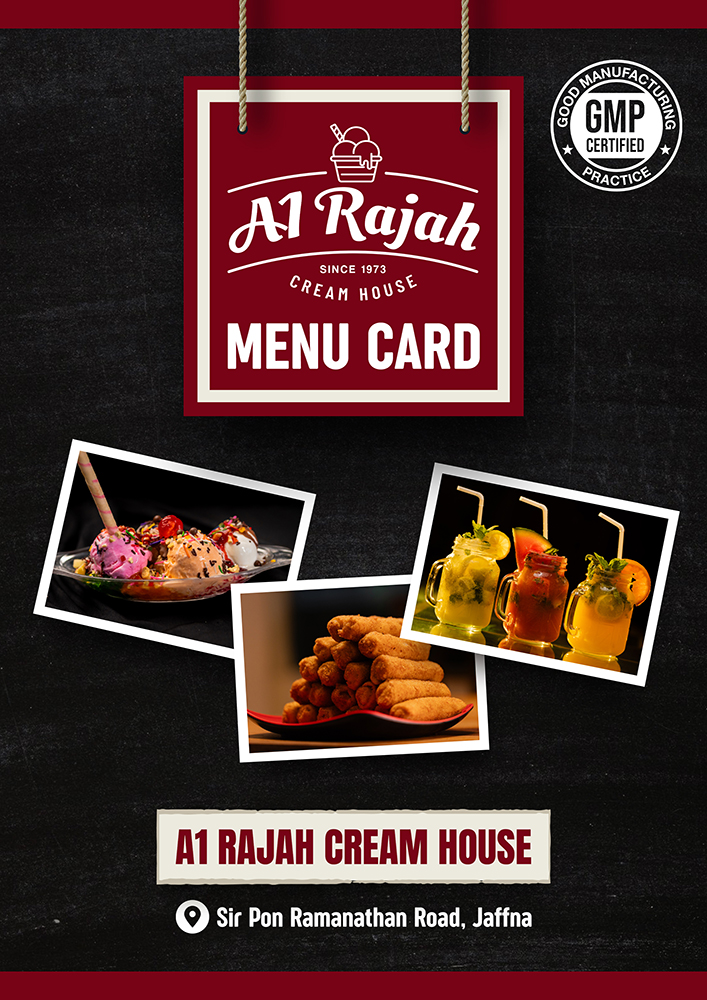 GOOD MANUFACTURING
GMP
CERTIFIED
PRACTICE
A1 Rajah
SINCE 1973
CREAM HOUSE
MENU CARD
A1 RAJAH CREAM HOUSE
Sir Pon Ramanathan Road, Jaffna